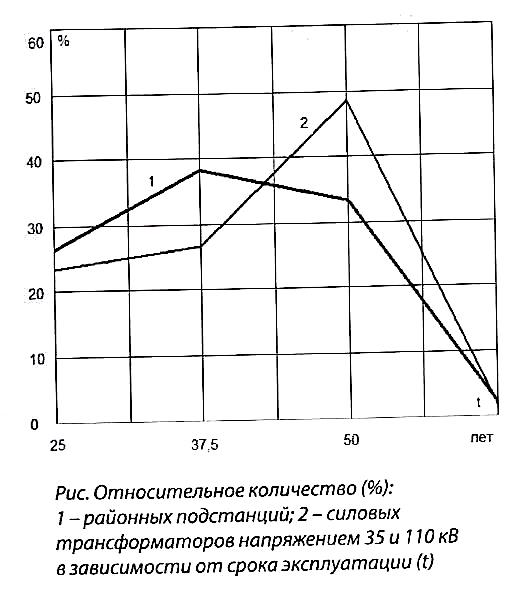 60 %
50
40
30
20
10
0
1
2
t
25 37,5 50 лет
Рис. Относительное количество (%):
1 – районных подстанций; 2 – силовых
трансформаторов напряжением 35 и 110 кВ
в зависимости от срока эксплуатации (t)